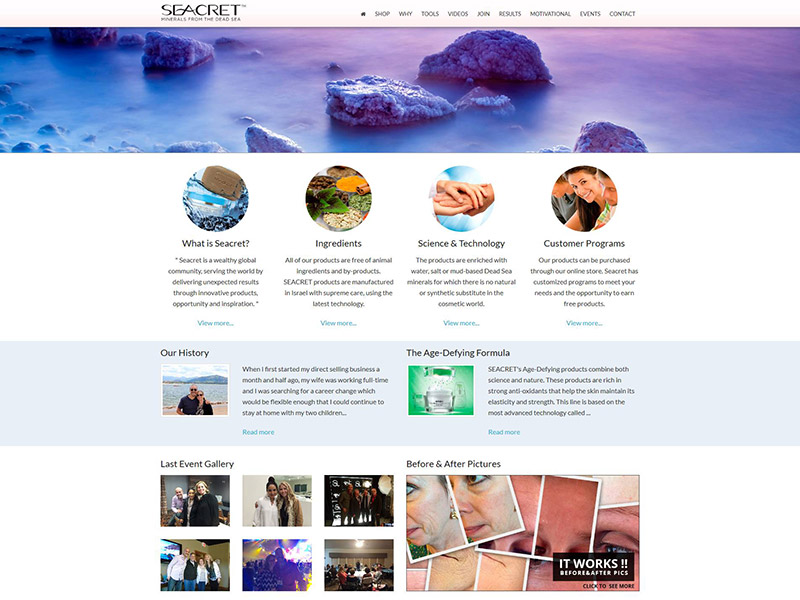 SEACRET™
MINERALS FROM THE DEAD SEA
SHOP WHY TOOLS VIDEOS JOIN RESULTS MOTIVATIONAL EVENTS CONTACT
What is Seacret?
" Seacret is a wealthy global
community, serving the world by
delivering unexpected results
through innovative products,
opportunity and inspiration. "
View more...
Ingredients
All of our products are free of animal
ingredients and by-products.
SEACRET products are manufactured
in Israel with supreme care, using the
latest technology.
View more...
Science & Technology
The products are enriched with
water, salt or mud-based Dead Sea
minerals for which there is no natural
or synthetic substitute in the
cosmetic world.
View more...
Customer Programs
Our products can be purchased
through our online store. Seacret has
customized programs to meet your
needs and the opportunity to earn
free products.
View more...
Our History
When I first started my direct selling business a
month and half ago, my wife was working full-time
and I was searching for a career change which
would be flexible enough that I could continue to
stay at home with my two children...
Read more
The Age-Defying Formula
SEACRET's Age-Defying products combine both
science and nature. These products are rich in
strong anti-oxidants that help the skin maintain its
elasticity and strength. This line is based on the
most advanced technology called ...
Read more
Last Event Gallery
Before & After Pictures
IT WORKS !!
BEFORE&AFTER PICS
CLICK TO SEE MORE